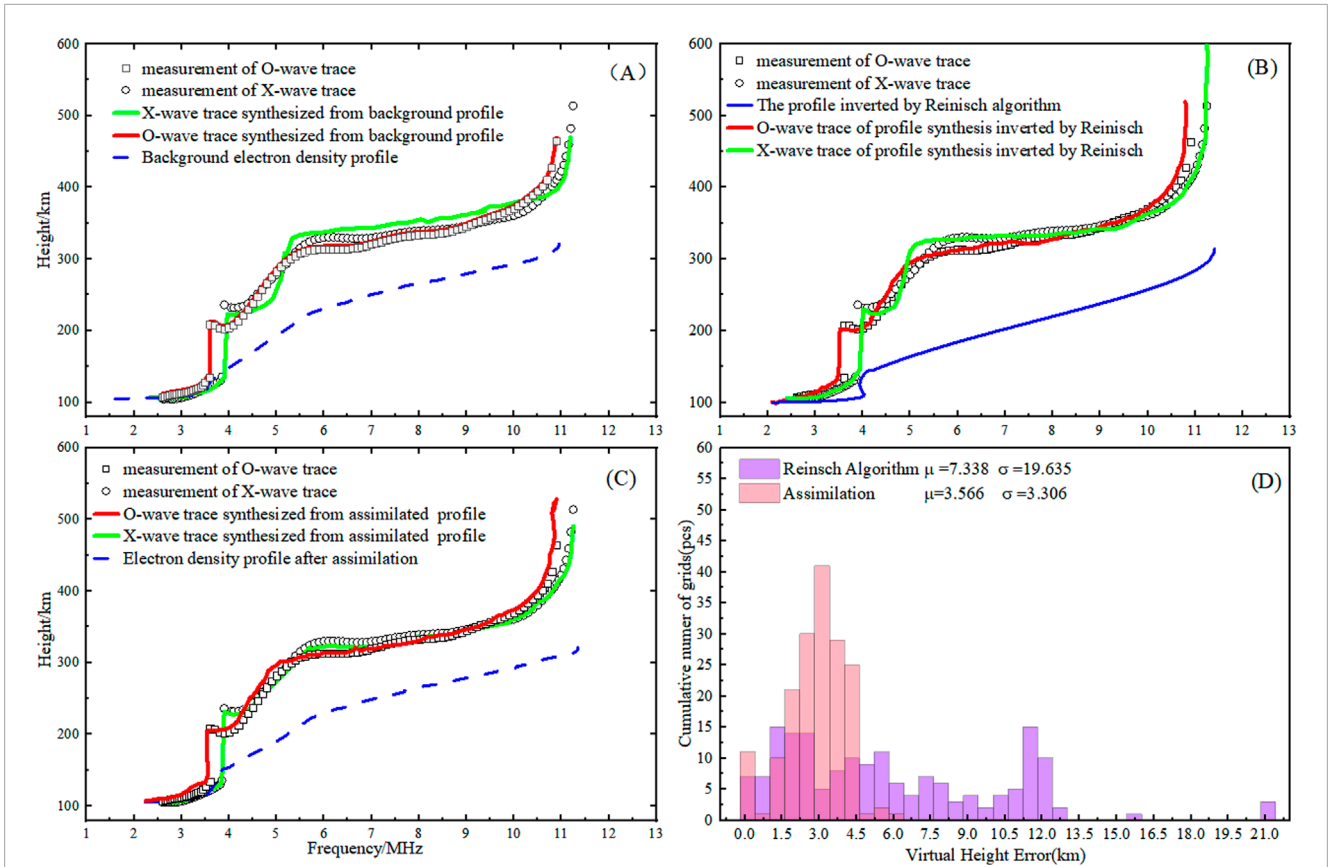 600
500
400
300
200
100
Height/km
(A)
measurement of O-wave trace
measurement of X-wave trace
X-wave trace synthesized from background profile
O-wave trace synthesized from background profile
Background electron density profile
1 2 3 4 5 6 7 8 9 10 11 12 13
600
500
400
300
200
100
(B)
measurement of O-wave trace
measurement of X-wave trace
The profile inverted by Reinisch algorithm
O-wave trace of profile synthesis inverted by Reinisch
X-wave trace of profile synthesis inverted by Reinisch
1 2 3 4 5 6 7 8 9 10 11 12 13
600
500
400
300
200
100
Height/km
(C)
measurement of O-wave trace
measurement of X-wave trace
O-wave trace synthesized from assimilated profile
X-wave trace synthesized from assimilated profile
Electron density profile after assimilation
1 2 3 4 5 6 7 8 9 10 11 12 13
Frequency/MHz
60
55
50
45
40
35
30
25
20
15
10
5
0
Cumulative numer of grids(pcs)
(D)
Reinsch Algorithm μ =7.338 σ =19.635
Assimilation μ=3.566 σ =3.306
0.0 1.5 3.0 4.5 6.0 7.5 9.0 10.5 12.0 13.5 15.0 16.5 18.0 19.5 21.0
Virtual Height Error(km)